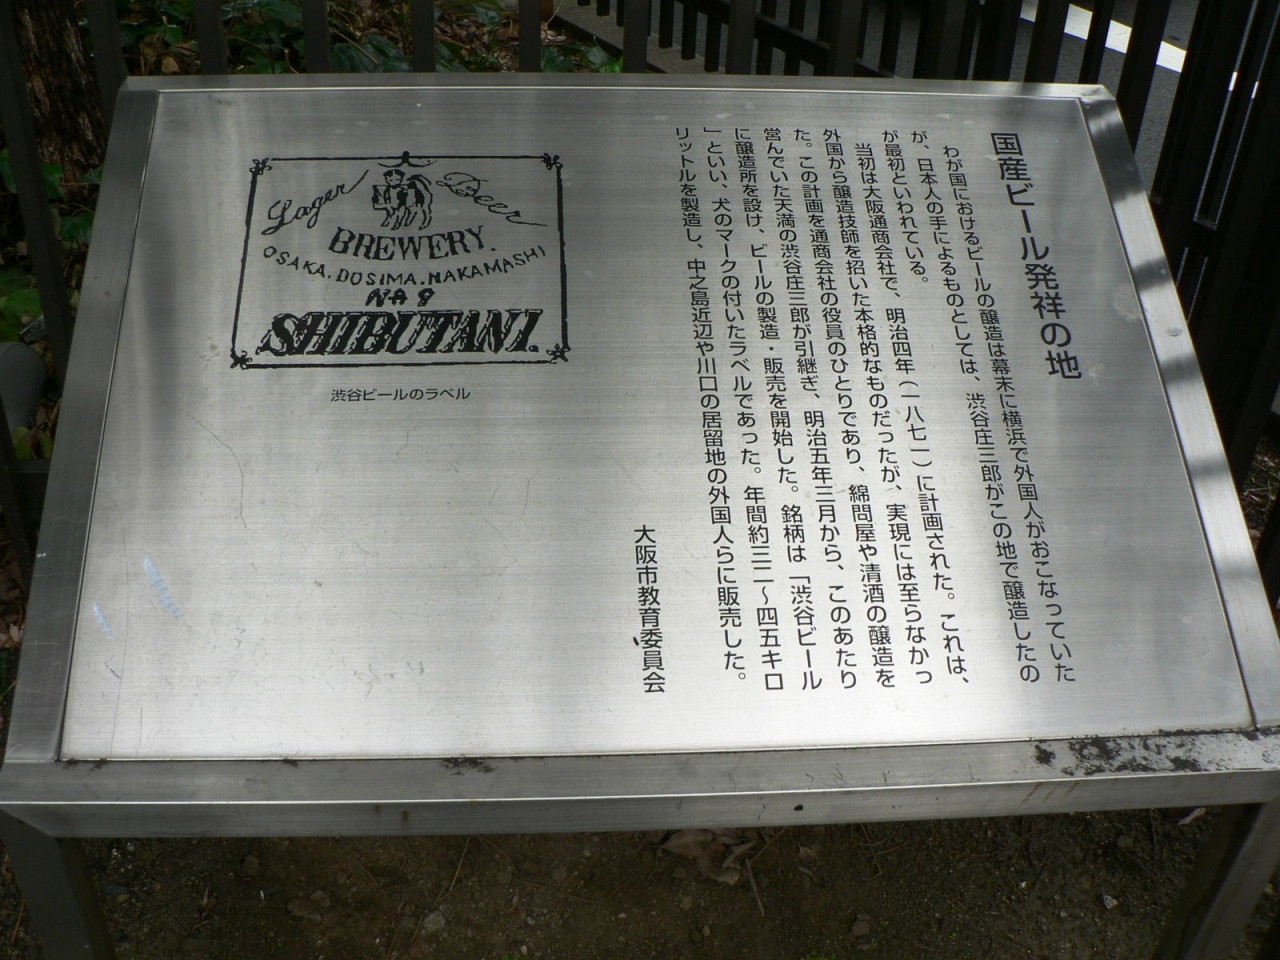 国産ビール発祥の地
わが国におけるビールの醸造は幕末に横浜で外国人がおこなっていた
が、日本人の手によるものとしては、渋谷庄三郎がこの地で醸造したの
が最初といわれている。
当初は大阪通商会社で、明治四年(一八七一)に計画された。これは、
外国から醸造技師を招いた本格的なものだったが、実現には至らなかっ
た。この計画を通商会社の役員のひとりであり、綿問屋や清酒の醸造を
営んでいた天満の渋谷庄三郎が引継ぎ、明治五年三月から、このあたり
に醸造所を設け、ビールの製造・販売を開始した。銘柄は「渋谷ビール
」といい、犬のマークの付いたラベルであった。年間約三二〜四五キロ
リットルを製造し、中之島近辺や川口の居留地の外国人らに販売した。
大阪市教育委員会
Lager Beer
BREWERY.
OSAKA. DOSIMA. NAKAMASHI
SHIBUTANI.
渋谷ビールのラベル